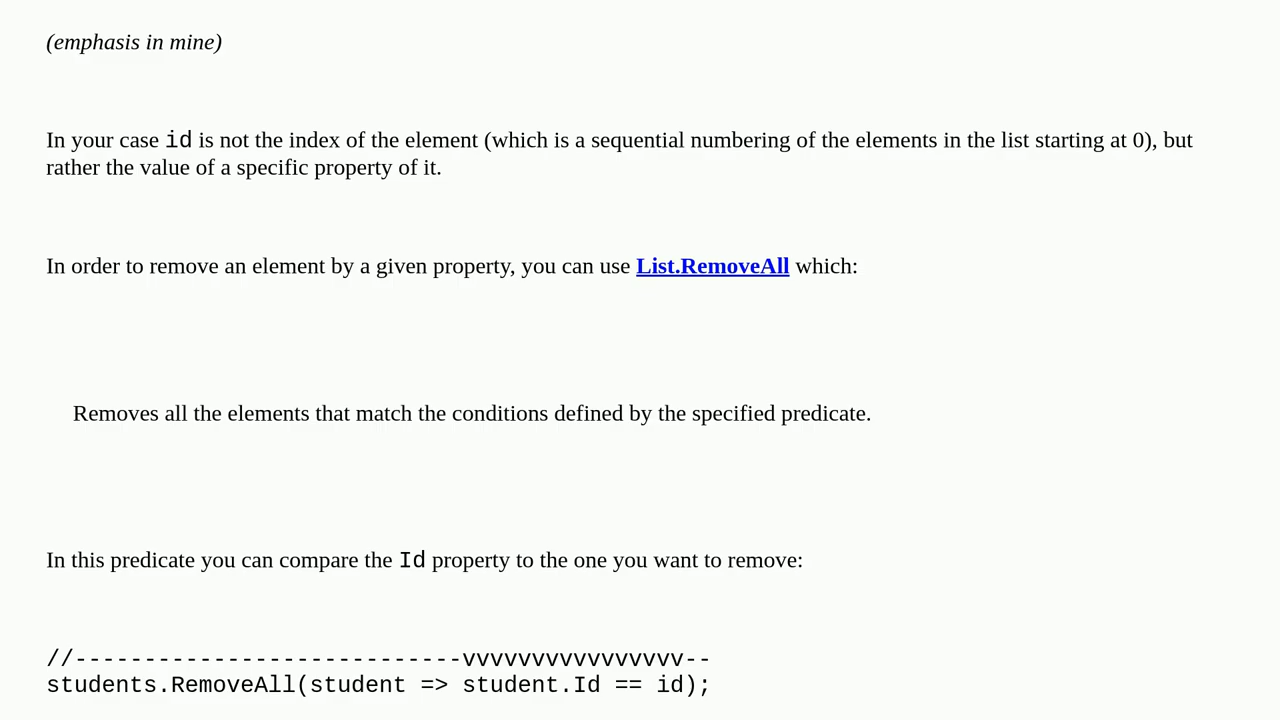 (emphasis in mine)
In your case id is not the index of the element (which is a sequential numbering of the elements in the list starting at 0), but
rather the value of a specific property of it.
In order to remove an element by a given property, you can use List.RemoveAll which:
Removes all the elements that match the conditions defined by the specified predicate.
In this predicate you can compare the Id property to the one you want to remove:
//----------------------------vvvvvvvvvvvvvvvv--
students.RemoveAll(student => student.Id == id);